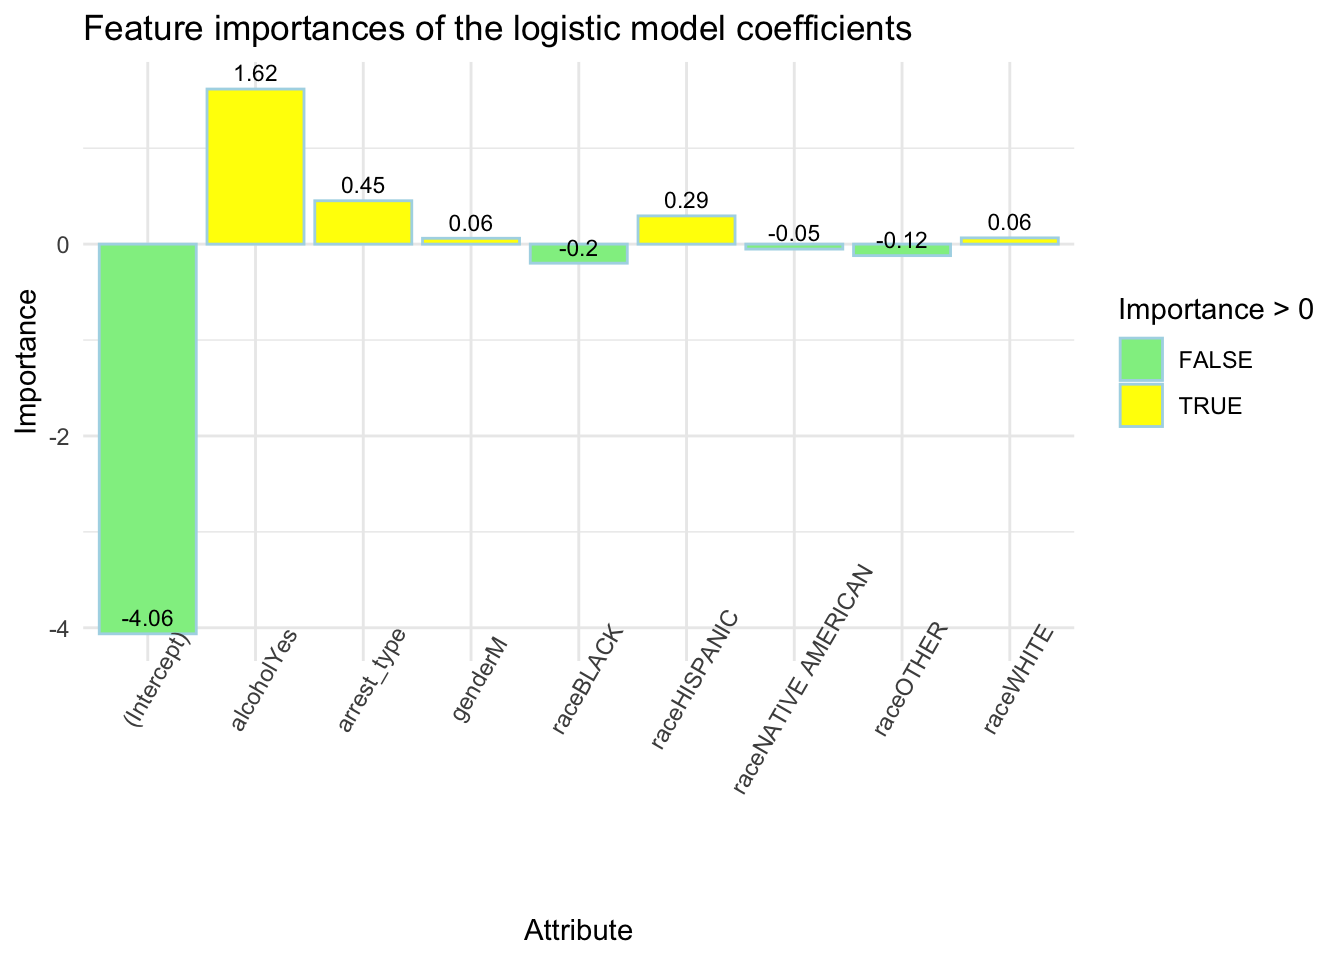 Feature importances of the logistic model coefficients
1.62
0.45
0.06
-0.2
0.29
-0.05
-0.12
0.06
-4.06
0
-2
-4
Importance
(Intercept)
alcoholYes
arrest_type
genderM
raceBLACK
raceHISPANIC
raceNATIVE AMERICAN
raceOTHER
raceWHITE
Attribute
Importance > 0
FALSE
TRUE